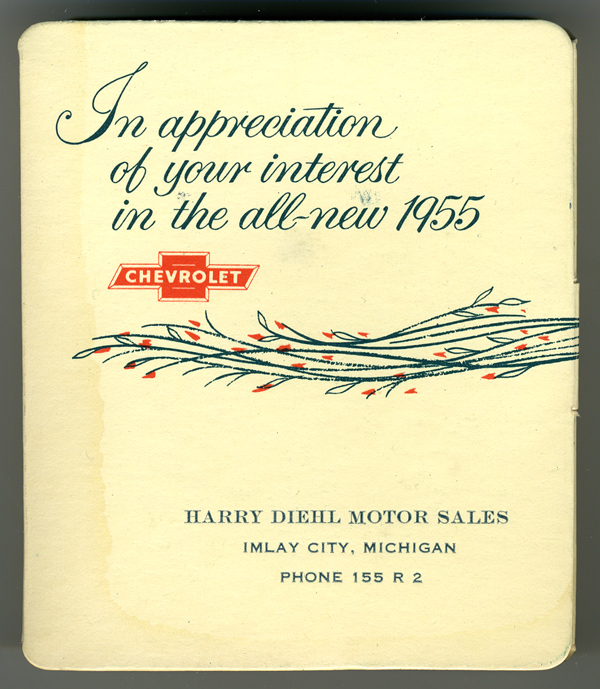 In appreciation
of your interest
in the all-new 1955
CHEVROLET
HARRY DIEHL MOTOR SALES
IMLAY CITY, MICHIGAN
PHONE 155 R 2